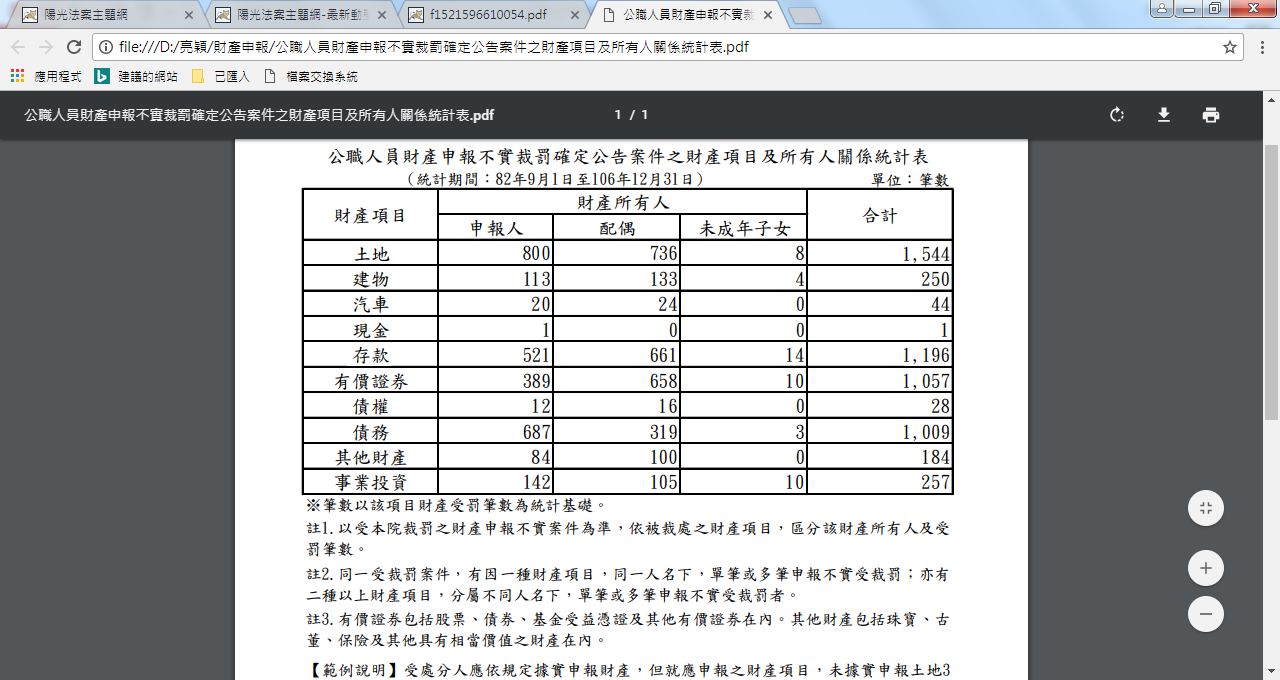 陽光法案主題網
陽光法案主題網-最新動態
f1521596610054.pdf
公職人員財產申報不實裁
file:///D:/亮穎/財產申報/公職人員財產申報不實裁罰確定公告案件之財產項目及所有人關係統計表.pdf
應用程式 建議的網站 已匯入 檔案交換系統
公職人員財產申報不實裁罰確定公告案件之財產項目及所有人關係統計表.pdf 1 / 1
公職人員財產申報不實裁罰確定公告案件之財產項目及所有人關係統計表
（統計期間：82年9月1日至106年12月31日） 單位：筆數
財產項目 財產所有人 合計
申報人 配偶 未成年子女
土地 800 736 8 1,544
建物 113 133 4 250
汽車 20 24 0 44
現金 1 0 0 1
存款 521 661 14 1,196
有價證券 389 658 10 1,057
債權 12 16 0 28
債務 687 319 3 1,009
其他財產 84 100 0 184
事業投資 142 105 10 257
※筆數以該項目財產受罰筆數為統計基礎。
註1.以受本院裁罰之財產申報不實案件為準，依被裁處之財產項目，區分該財產所有人及受
罰筆數。
註2.同一受裁罰案件，有因一種財產項目，同一人名下，單筆或多筆申報不實受裁罰；亦有
二種以上財產項目，分屬不同人名下，單筆或多筆申報不實受裁罰者。
註3.有價證券包括股票、債券、基金受益憑證及其他有價證券在內。其他財產包括珠寶、古
董、保險及其他具有相當價值之財產在內。
【範例說明】受處分人應依規定據實申報財產，但就應申報之財產項目，未據實申報土地3